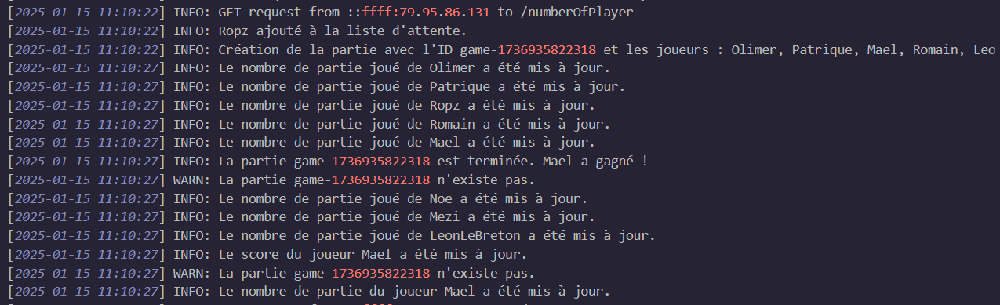 [2025-01-15 11:10:22] INFO: GET request from ::ffff:79.95.86.131 to /numberOfPlayer
[2025-01-15 11:10:22] INFO: Ropz ajouté à la liste d'attente.
[2025-01-15 11:10:22] INFO: Création de la partie avec l'ID game-1736935822318 et les joueurs : Olimer, Patrique, Mael, Romain, Leo
[2025-01-15 11:10:27] INFO: Le nombre de partie joué de Olimer a été mis à jour.
[2025-01-15 11:10:27] INFO: Le nombre de partie joué de Patrique a été mis à jour.
[2025-01-15 11:10:27] INFO: Le nombre de partie joué de Ropz a été mis à jour.
[2025-01-15 11:10:27] INFO: Le nombre de partie joué de Romain a été mis à jour.
[2025-01-15 11:10:27] INFO: Le nombre de partie joué de Mael a été mis à jour.
[2025-01-15 11:10:27] INFO: La partie game-1736935822318 est terminée. Mael a gagné !
[2025-01-15 11:10:27] WARN: La partie game-1736935822318 n'existe pas.
[2025-01-15 11:10:27] INFO: Le nombre de partie joué de Noe a été mis à jour.
[2025-01-15 11:10:27] INFO: Le nombre de partie joué de Mezi a été mis à jour.
[2025-01-15 11:10:27] INFO: Le nombre de partie joué de LeonLeBreton a été mis à jour.
[2025-01-15 11:10:27] INFO: Le score du joueur Mael a été mis à jour.
[2025-01-15 11:10:27] WARN: La partie game-1736935822318 n'existe pas.
[2025-01-15 11:10:27] INFO: Le nombre de partie du joueur Mael a été mis à jour.